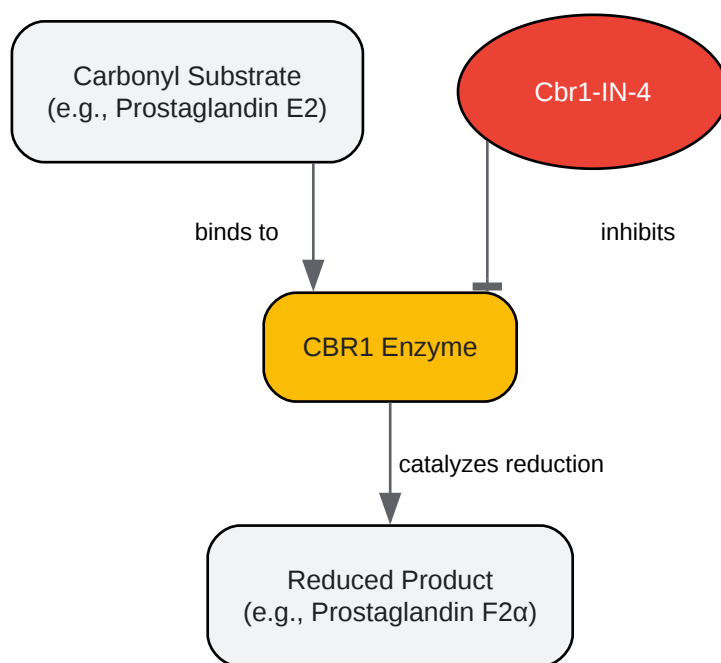 Carbonyl Substrate
(e.g., Prostaglandin E2)
Cbr1-IN-4
binds to
inhibits
CBR1 Enzyme
catalyzes reduction
Reduced Product
(e.g., Prostaglandin F2α)